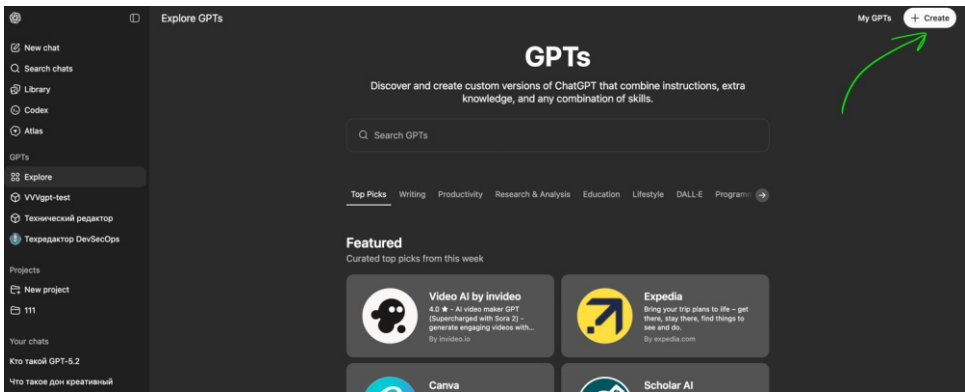 Explore GPTs
My GPTs
+ Create
New chat
Search chats
Library
Codex
Atlas
GPTs
Explore
VVVgpt-test
Технический редактор
Техредактор DevSecOps
Projects
New project
111
Your chats
Кто такой GPT-5.2
Что такое дон креативный
GPTs
Discover and create custom versions of ChatGPT that combine instructions, extra
knowledge, and any combination of skills.
Search GPTs
Top Picks Writing Productivity Research & Analysis Education Lifestyle DALL·E Programm
Featured
Curated top picks from this week
Video AI by invideo
4.0 ★ - AI video maker GPT
(Supercharged with Sora 2) -
generate engaging videos with...
By invideo.io
Expedia
Bring your trip plans to life – get
there, stay there, find things to
see and do.
By expedia.com
Canva
Scholar AI